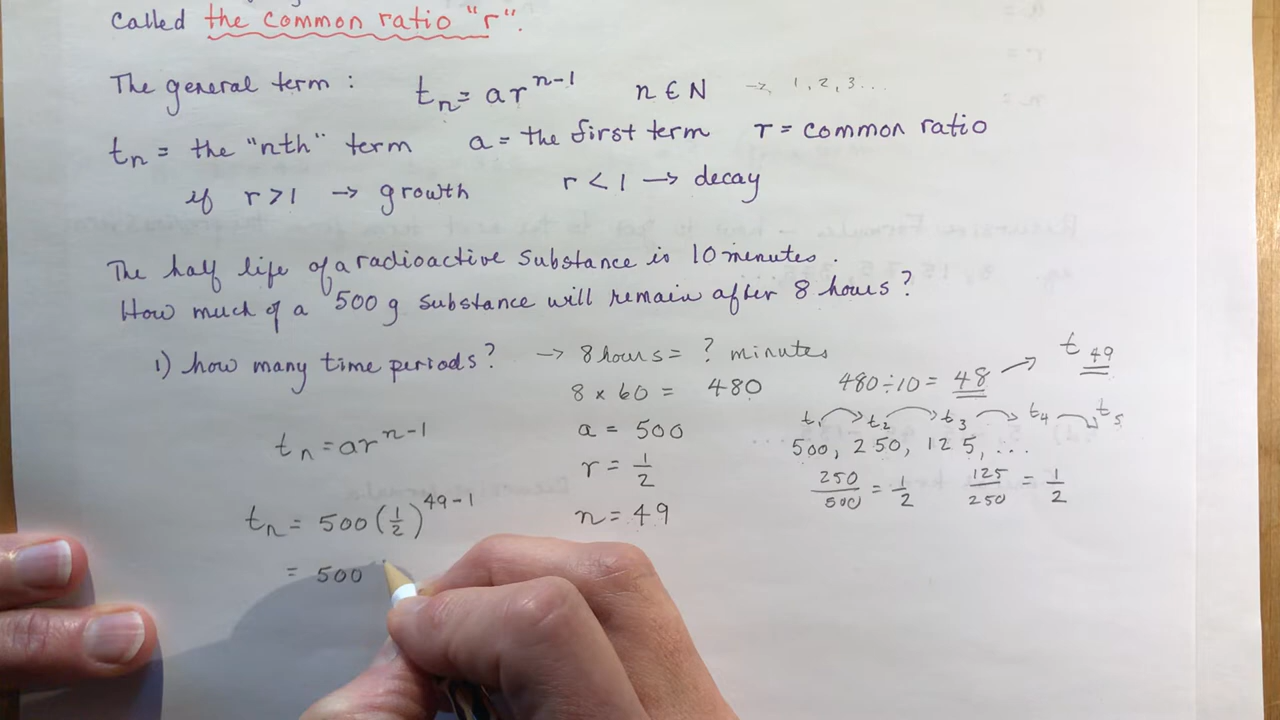 called the common ratio "r".
The general term : tn = ar^n-1 n ∈ N → 1, 2, 3...
tn = the "nth" term a = the first term r = common ratio
if r > 1 → growth r < 1 → decay
The half life of a radioactive substance is 10 minutes.
How much of a 500 g substance will remain after 8 hours?
1) how many time periods? → 8 hours = ? minutes
8 × 60 = 480 480 ÷ 10 = 48 → t49
tn = ar^n-1 a = 500 t1 t2 t3 t4 t5
500, 250, 125, ...
r = 1/2 250/500 = 1/2 125/250 = 1/2
tn = 500 (1/2)^49-1 n = 49
= 500